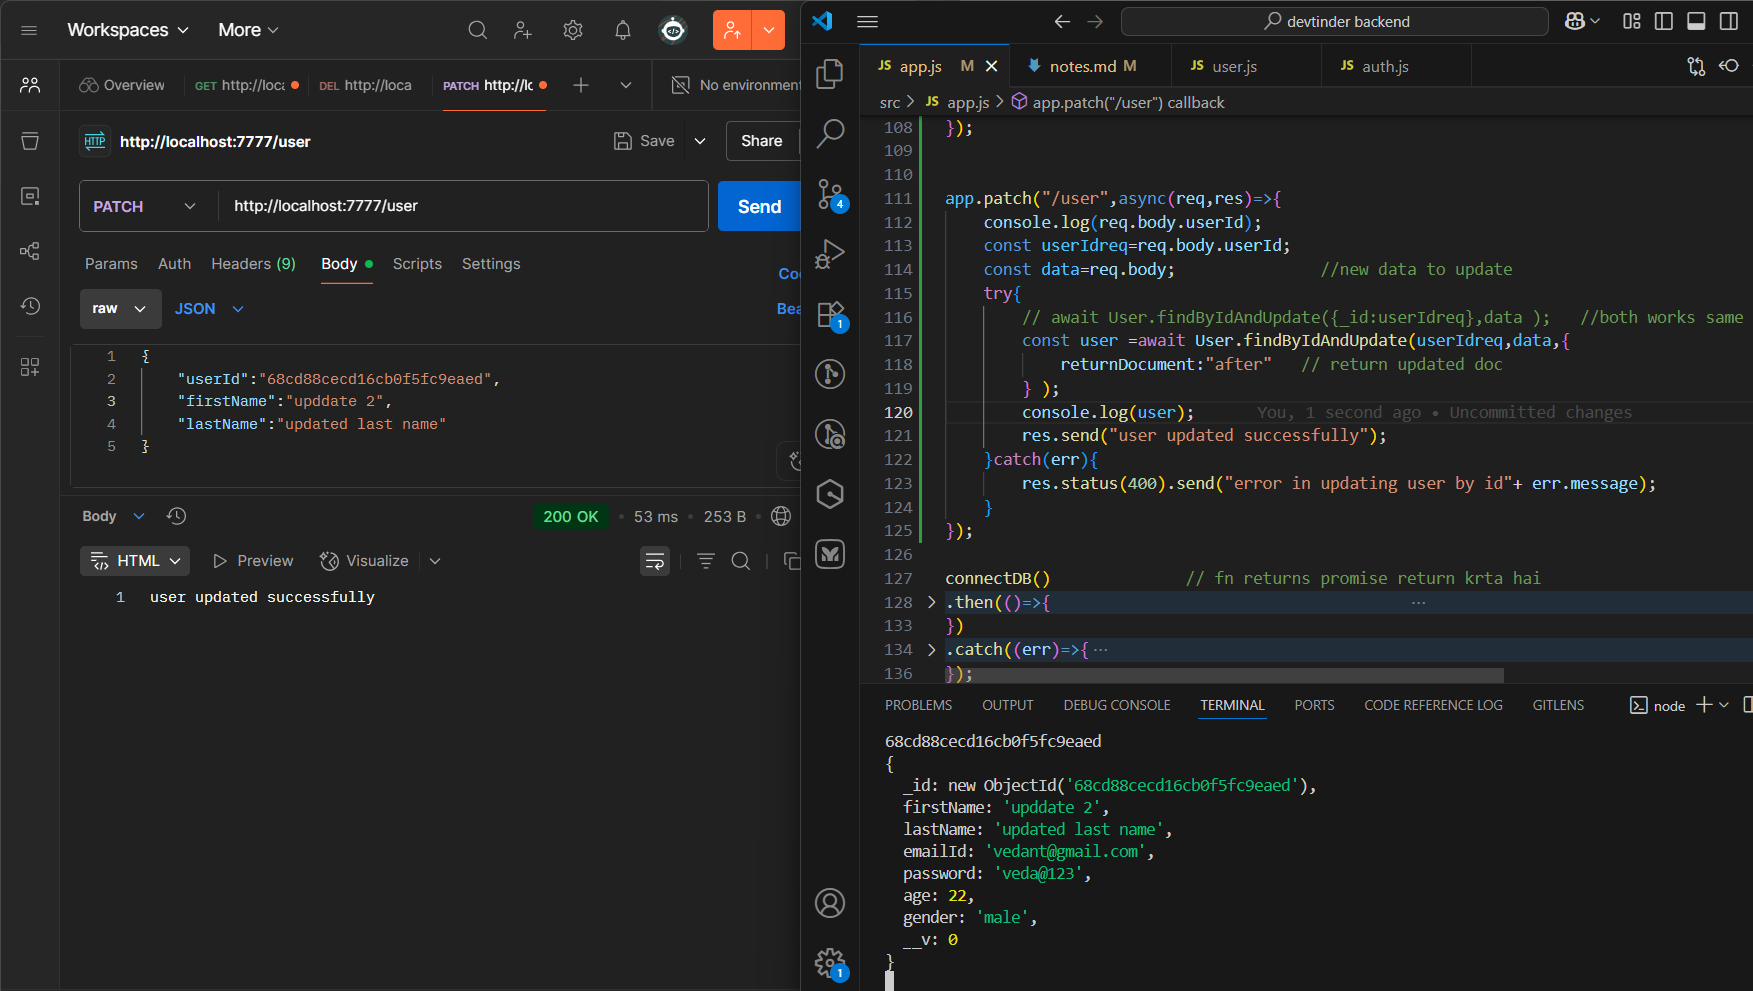 Workspaces
More
Overview
GET http://loc
DEL http://loca
PATCH http://lc
No environment
HTTP
http://localhost:7777/user
Save
Share
PATCH
http://localhost:7777/user
Send
Params
Auth
Headers (9)
Body
Scripts
Settings
Coo
raw
JSON
Bea
1 {
2 "userId":"68cd88cecd16cb0f5fc9eaed",
3 "firstName":"upddate 2",
4 "lastName":"updated last name"
5 }
Body
200 OK
53 ms
253 B
HTML
Preview
Visualize
1 user updated successfully
devtinder backend
JS app.js M
notes.md M
JS user.js
JS auth.js
src > JS app.js > app.patch("/user") callback
4
1
1
108 });
109
110
111 app.patch("/user",async(req,res)=>{
112 console.log(req.body.userId);
113 const userIdreq=req.body.userId;
114 const data=req.body; //new data to update
115 try{
116 // await User.findByIdAndUpdate({_id:userIdreq},data ); //both works same
117 const user =await User.findByIdAndUpdate(userIdreq,data,{
118 returnDocument:"after" // return updated doc
119 } );
120 console.log(user); You, 1 second ago • Uncommitted changes
121 res.send("user updated successfully");
122 }catch(err){
123 res.status(400).send("error in updating user by id"+ err.message);
124 }
125 });
126
127 connectDB() // fn returns promise return krta hai
128 > .then(()=>{ ···
133 })
134 > .catch((err)=>{ ···
136 });
PROBLEMS
OUTPUT
DEBUG CONSOLE
TERMINAL
PORTS
CODE REFERENCE LOG
GITLENS
node
68cd88cecd16cb0f5fc9eaed
{
_id: new ObjectId('68cd88cecd16cb0f5fc9eaed'),
firstName: 'upddate 2',
lastName: 'updated last name',
emailId: 'vedant@gmail.com',
password: 'veda@123',
age: 22,
gender: 'male',
__v: 0
}